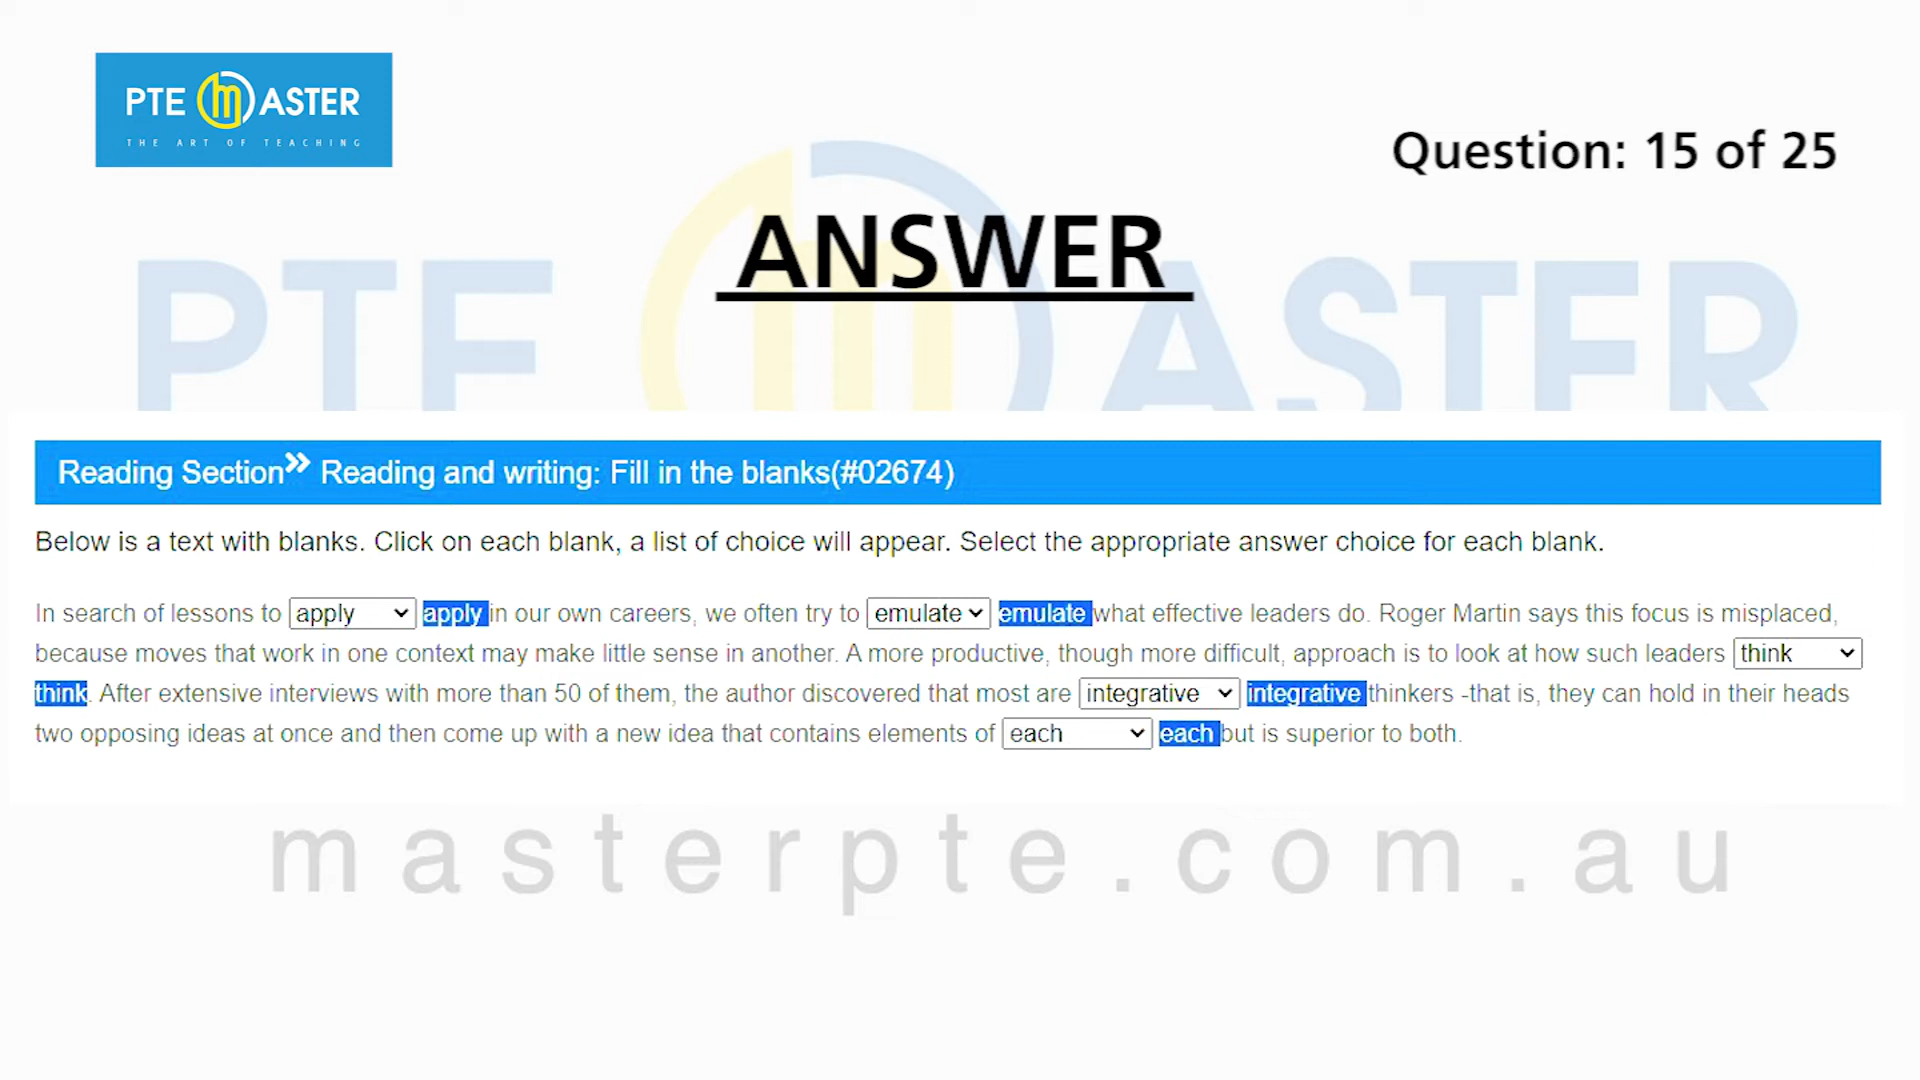 PTE MASTER
THE ART OF TEACHING
Question: 15 of 25
ANSWER
PTE MASTER
Reading Section» Reading and writing: Fill in the blanks(#02674)
Below is a text with blanks. Click on each blank, a list of choice will appear. Select the appropriate answer choice for each blank.
In search of lessons to apply apply in our own careers, we often try to emulate emulate what effective leaders do. Roger Martin says this focus is misplaced,
because moves that work in one context may make little sense in another. A more productive, though more difficult, approach is to look at how such leaders think
think. After extensive interviews with more than 50 of them, the author discovered that most are integrative integrative thinkers -that is, they can hold in their heads
two opposing ideas at once and then come up with a new idea that contains elements of each each but is superior to both.
masterpte.com.au